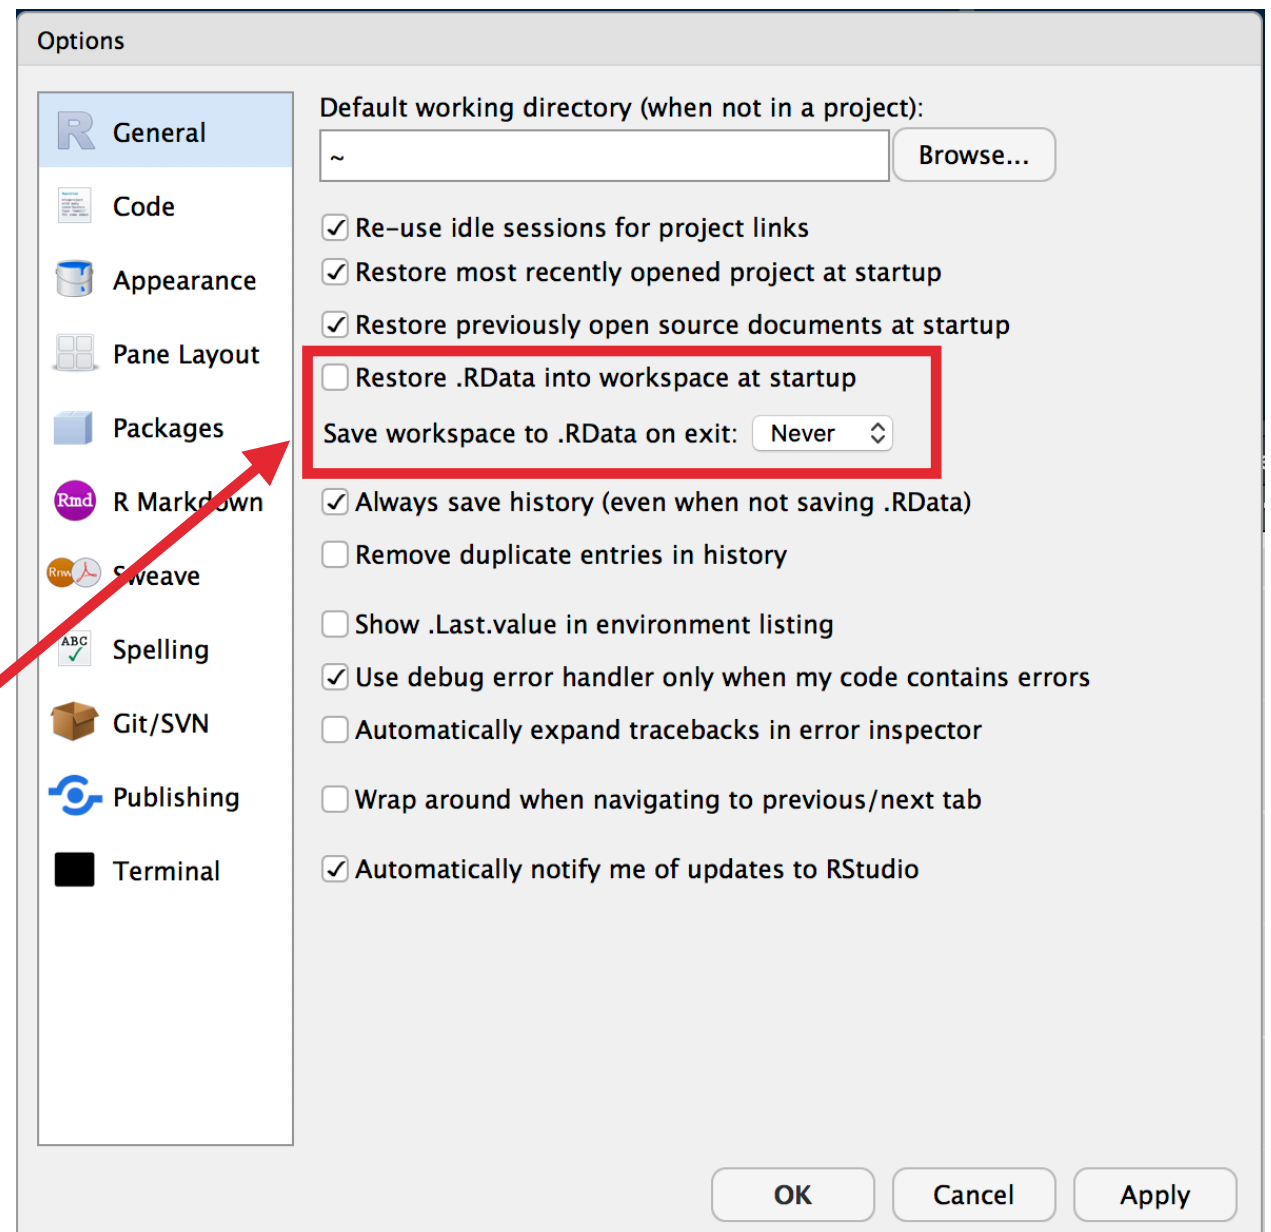 Options
General
Code
Appearance
Pane Layout
Packages
Rmd
R Markdown
Rnw
Sweave
ABC
Spelling
Git/SVN
Publishing
Terminal
Default working directory (when not in a project):
~
Browse...
Re-use idle sessions for project links
Restore most recently opened project at startup
Restore previously open source documents at startup
Restore .RData into workspace at startup
Save workspace to .RData on exit: Never
Always save history (even when not saving .RData)
Remove duplicate entries in history
Show .Last.value in environment listing
Use debug error handler only when my code contains errors
Automatically expand tracebacks in error inspector
Wrap around when navigating to previous/next tab
Automatically notify me of updates to RStudio
OK Cancel Apply